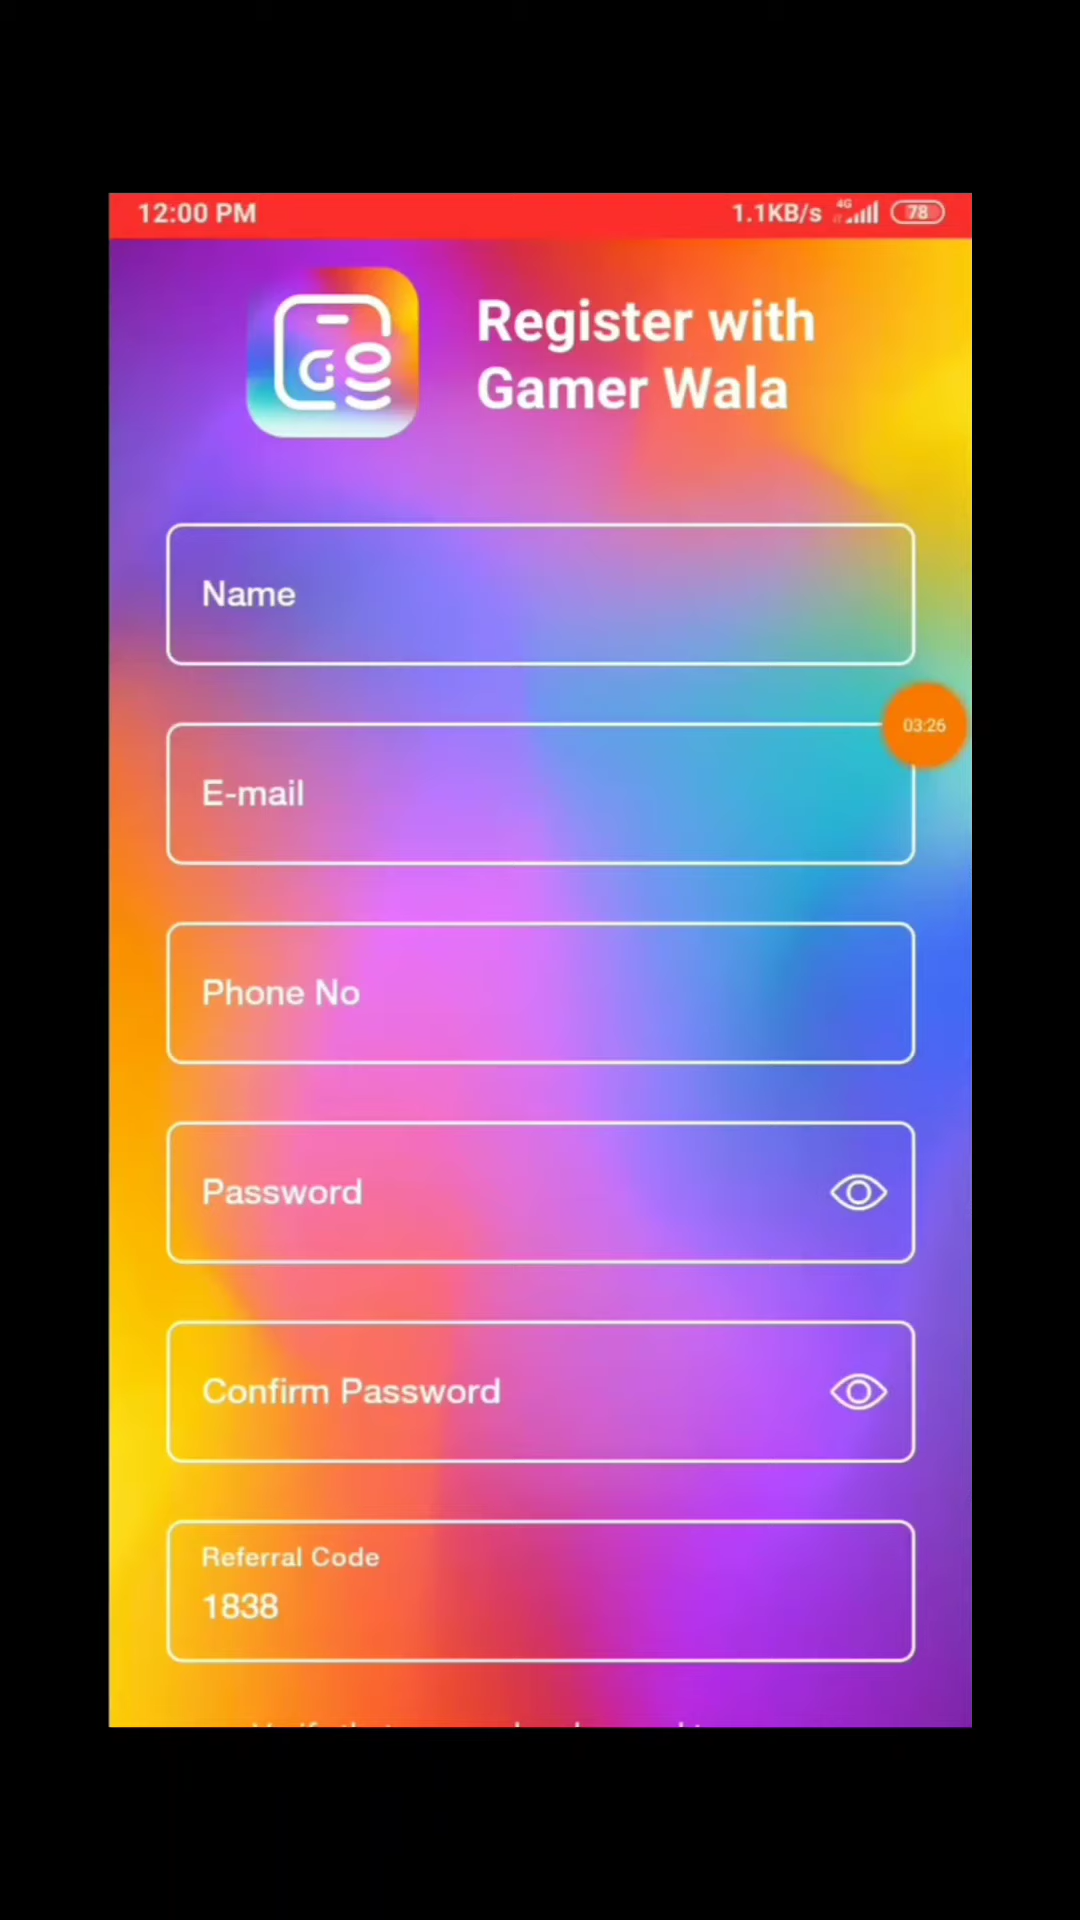 12:00 PM
1.1KB/s 4G 78
Register with
Gamer Wala
Name
03:26
E-mail
Phone No
Password
Confirm Password
Referral Code
1838